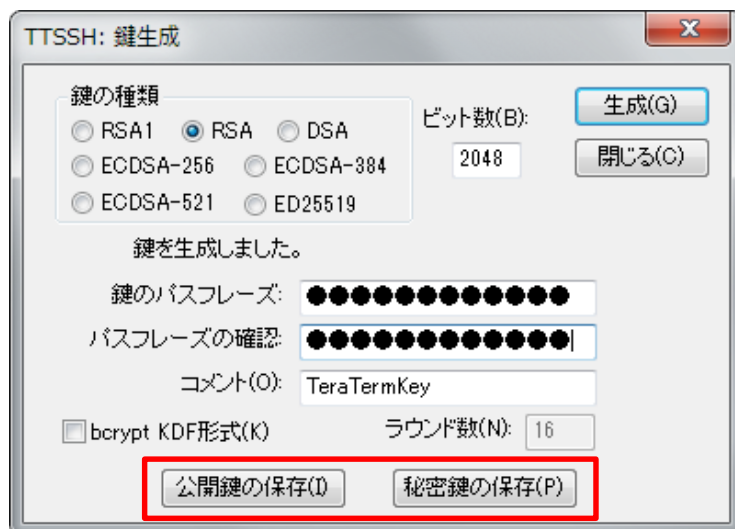 TTSSH: 鍵生成
鍵の種類
RSA1 RSA DSA
ECDSA-256 ECDSA-384
ECDSA-521 ED25519
ビット数(B):
2048
生成(G)
閉じる(C)
鍵を生成しました。
鍵のパスフレーズ: ●●●●●●●●●●●●
パスフレーズの確認: ●●●●●●●●●●●●
コメント(O): TeraTermKey
bcrypt KDF形式(K) ラウンド数(N): 16
公開鍵の保存(I) 秘密鍵の保存(P)